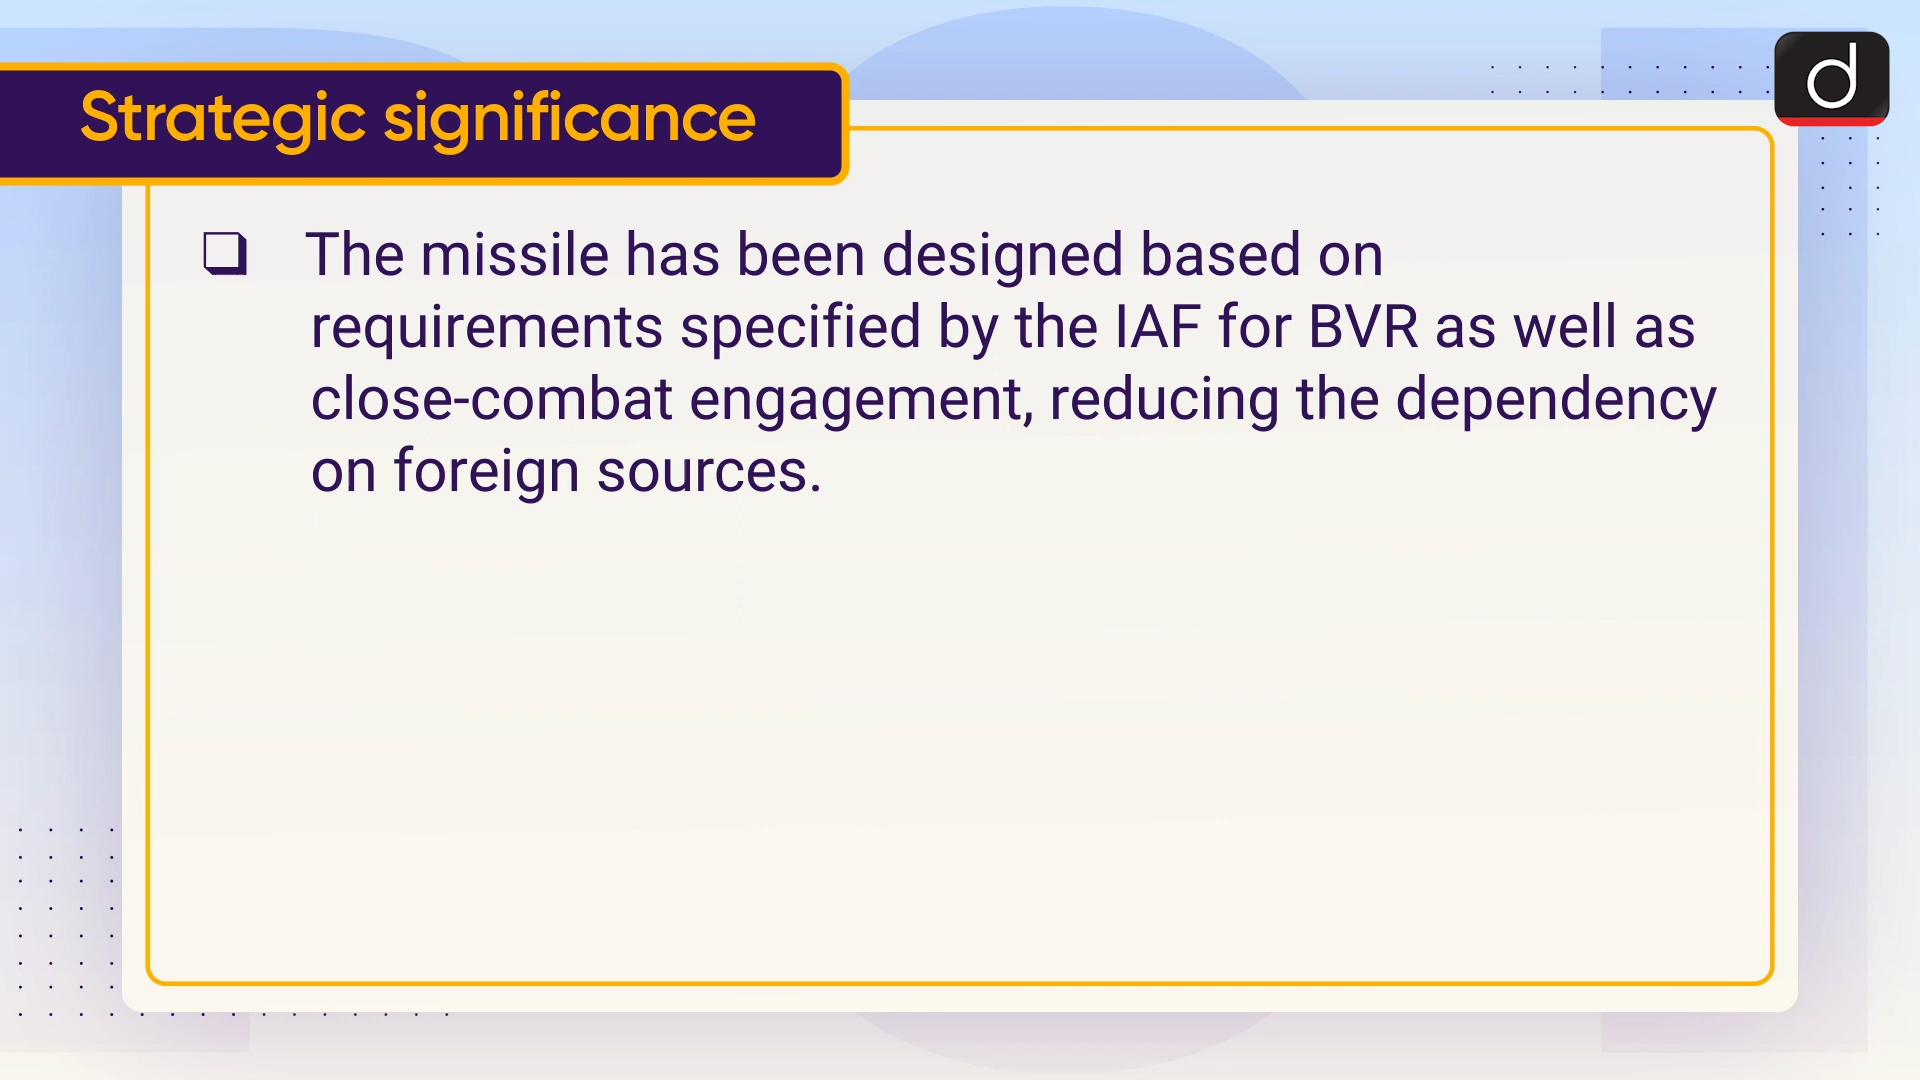 Strategic significance
d
❑ The missile has been designed based on
requirements specified by the IAF for BVR as well as
close-combat engagement, reducing the dependency
on foreign sources.